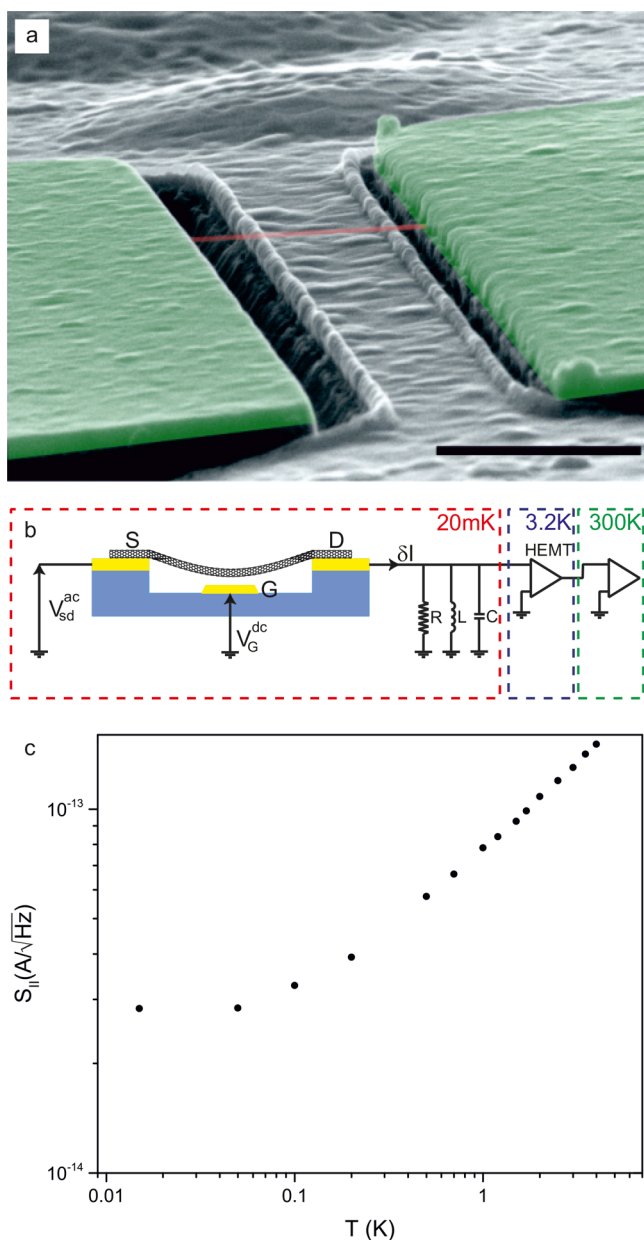 a
b
20mK
3.2K
300K
S
D
δI
HEMT
G
V_sd^ac
V_G^dc
R
L
C
c
10^-13
S_II(A/√Hz)
10^-14
0.01
0.1
1
T (K)